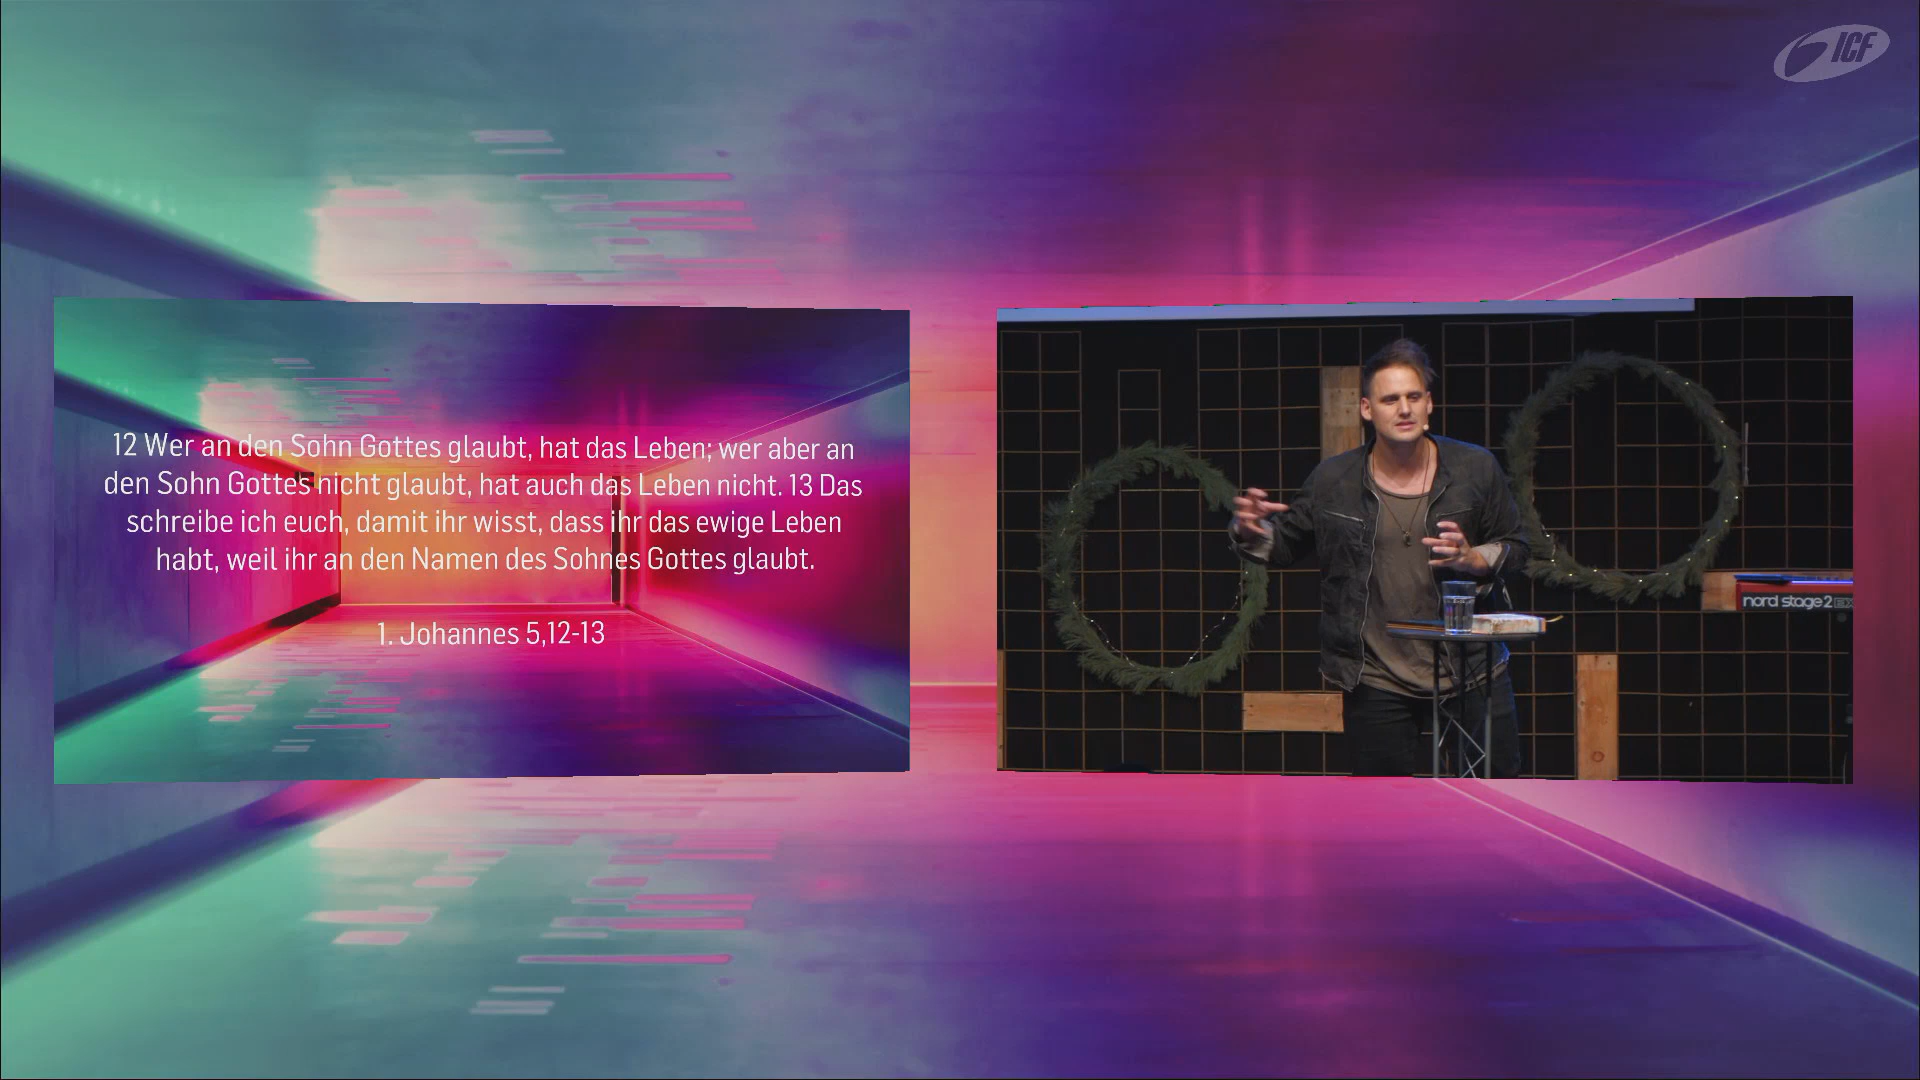 ICF
12 Wer an den Sohn Gottes glaubt, hat das Leben; wer aber an
den Sohn Gottes nicht glaubt, hat auch das Leben nicht. 13 Das
schreibe ich euch, damit ihr wisst, dass ihr das ewige Leben
habt, weil ihr an den Namen des Sohnes Gottes glaubt.
1. Johannes 5,12-13
nord stage 2 EX